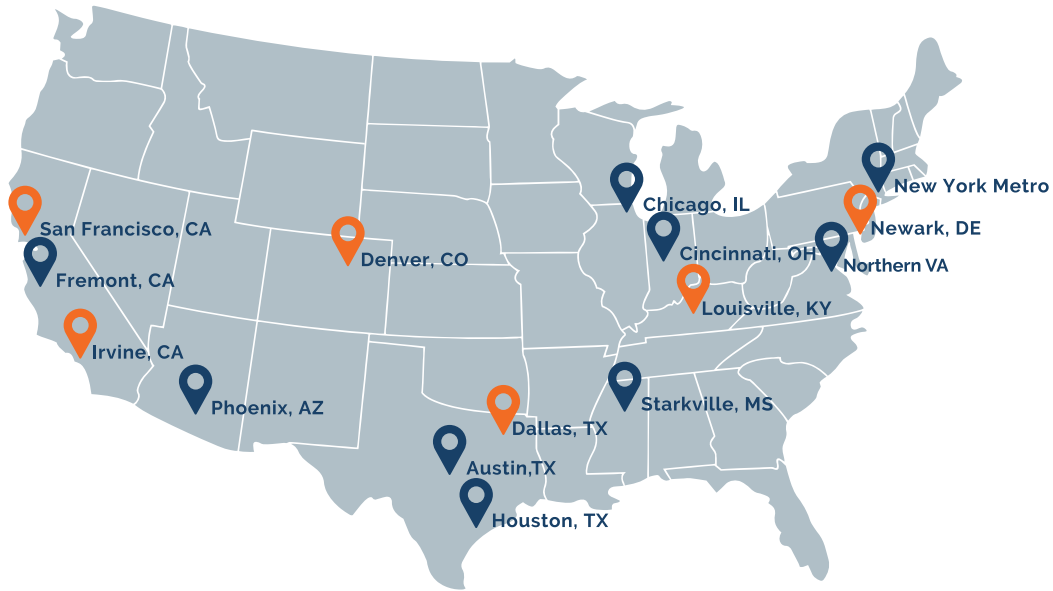 New York Metro
Chicago, IL
San Francisco, CA
Newark, DE
Cincinnati, OH
Denver, CO
Northern VA
Fremont, CA
Louisville, KY
Irvine, CA
Starkville, MS
Phoenix, AZ
Dallas, TX
Austin,TX
Houston, TX